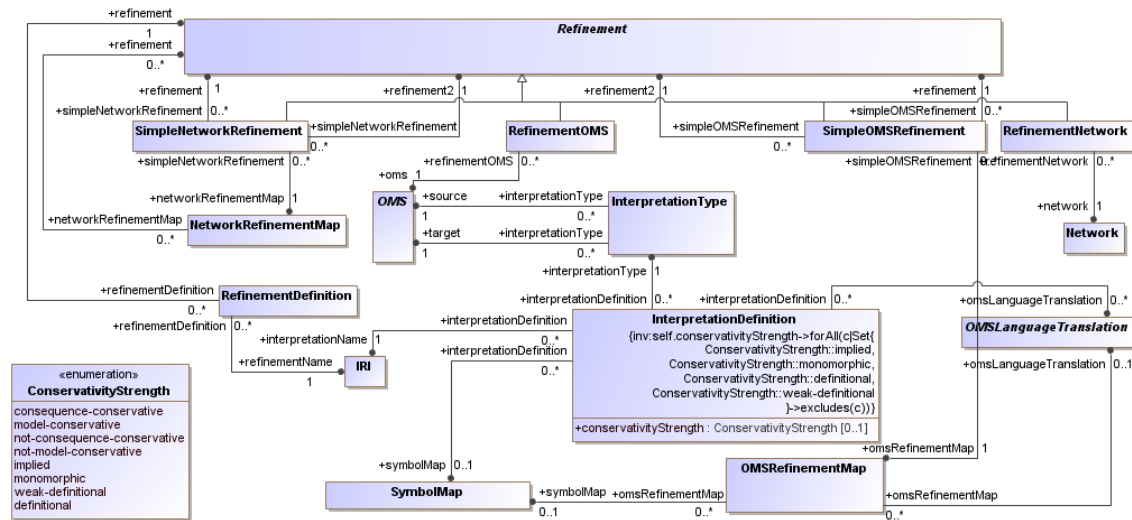 +refinement
1
Refinement
+refinement
0..*
+refinement
1
+refinement2
1
+refinement2
1
+refinement
1
+simpleNetworkRefinement
0..*
+simpleNetworkRefinement
0..*
+simpleOMSRefinement
0..*
+simpleOMSRefinement
0..*
SimpleNetworkRefinement
RefinementOMS
SimpleOMSRefinement
RefinementNetwork
+simpleNetworkRefinement
0..*
+refinementOMS
0..*
+simpleOMSRefinement
0..*
+refinementNetwork
0..*
+oms
1
OMS
+source
1
+interpretationType
0..*
+target
1
+interpretationType
0..*
InterpretationType
+networkRefinementMap
1
+networkRefinementMap
0..*
NetworkRefinementMap
+network
1
Network
+interpretationType
1
+refinementDefinition
0..*
RefinementDefinition
+refinementDefinition
0..*
+interpretationDefinition
0..*
+interpretationDefinition
0..*
+omsLanguageTranslation
0..*
OMSLanguageTranslation
+omsLanguageTranslation
0..1
+interpretationDefinition
0..*
+interpretationName
1
+interpretationDefinition
0..*
+refinementName
1
IRI
InterpretationDefinition
{inv:self.conservativityStrength->forAll(c|Set{
ConservativityStrength::implied,
ConservativityStrength::monomorphic,
ConservativityStrength::definitional,
ConservativityStrength::weak-definitional
}->excludes(c))}
+conservativityStrength : ConservativityStrength [0..1]
«enumeration»
ConservativityStrength
consequence-conservative
model-conservative
not-consequence-conservative
not-model-conservative
implied
monomorphic
weak-definitional
definitional
+symbolMap
0..1
SymbolMap
+symbolMap
0..1
+omsRefinementMap
0..*
OMSRefinementMap
+omsRefinementMap
1
+omsRefinementMap
0..*